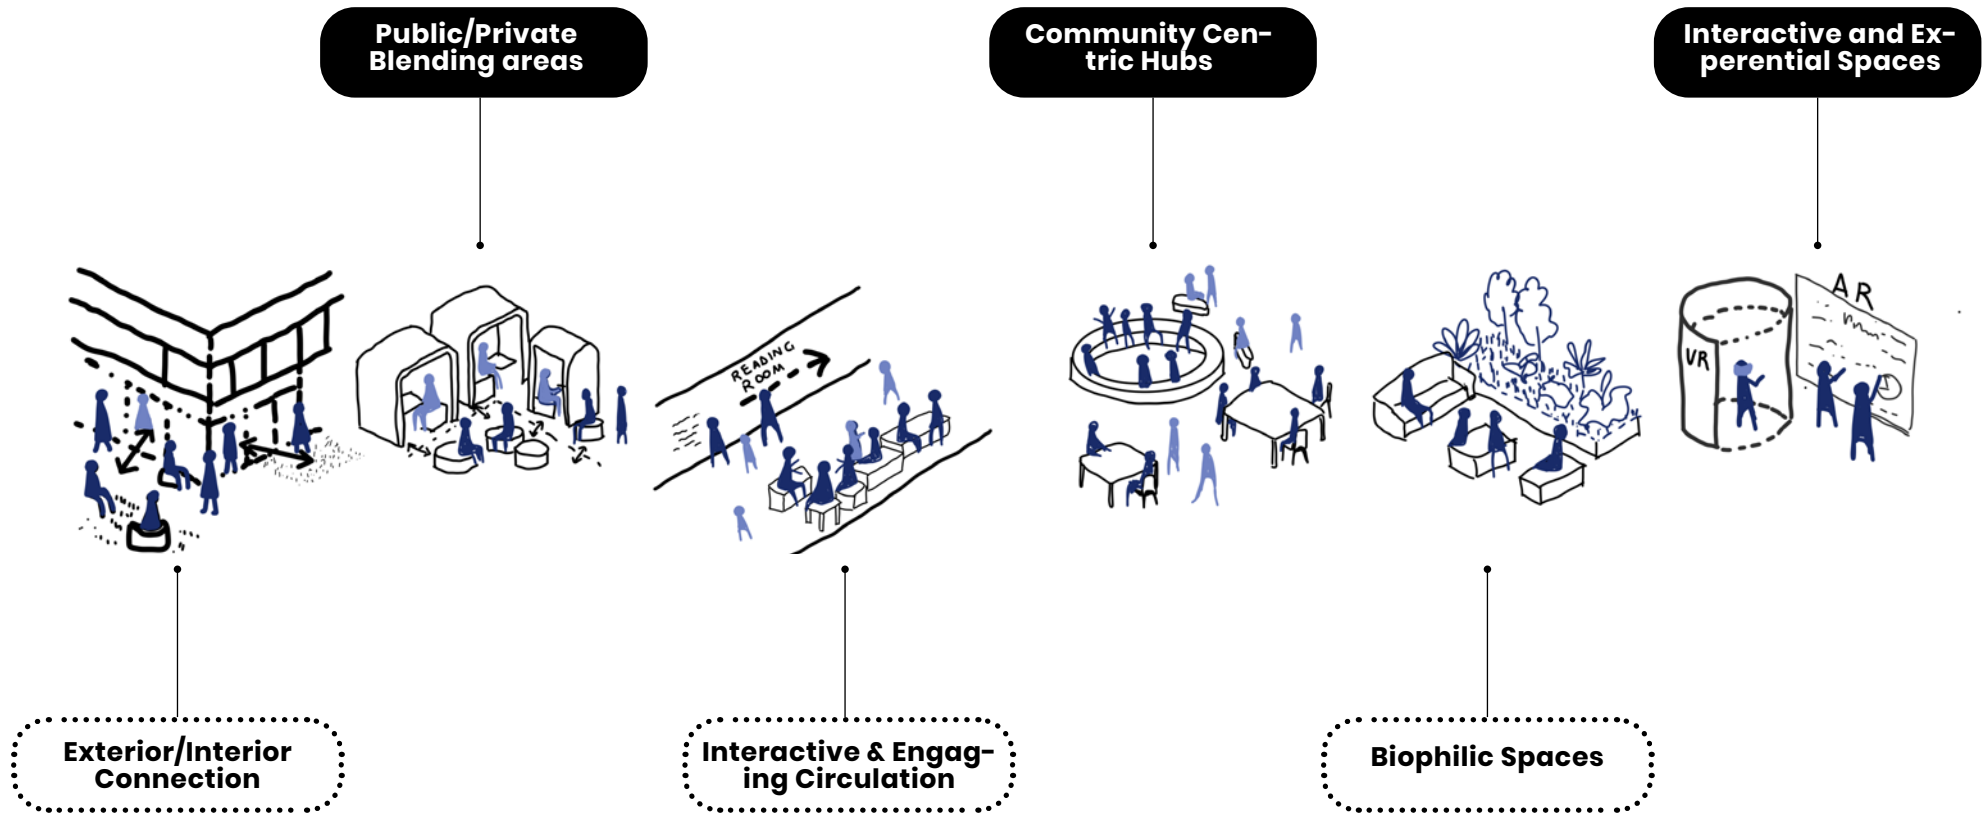 Public/Private
Blending areas
Community Cen-
tric Hubs
Interactive and Ex-
perential Spaces
READING
ROOM
AR
VR
Exterior/Interior
Connection
Interactive & Engag-
ing Circulation
Biophilic Spaces